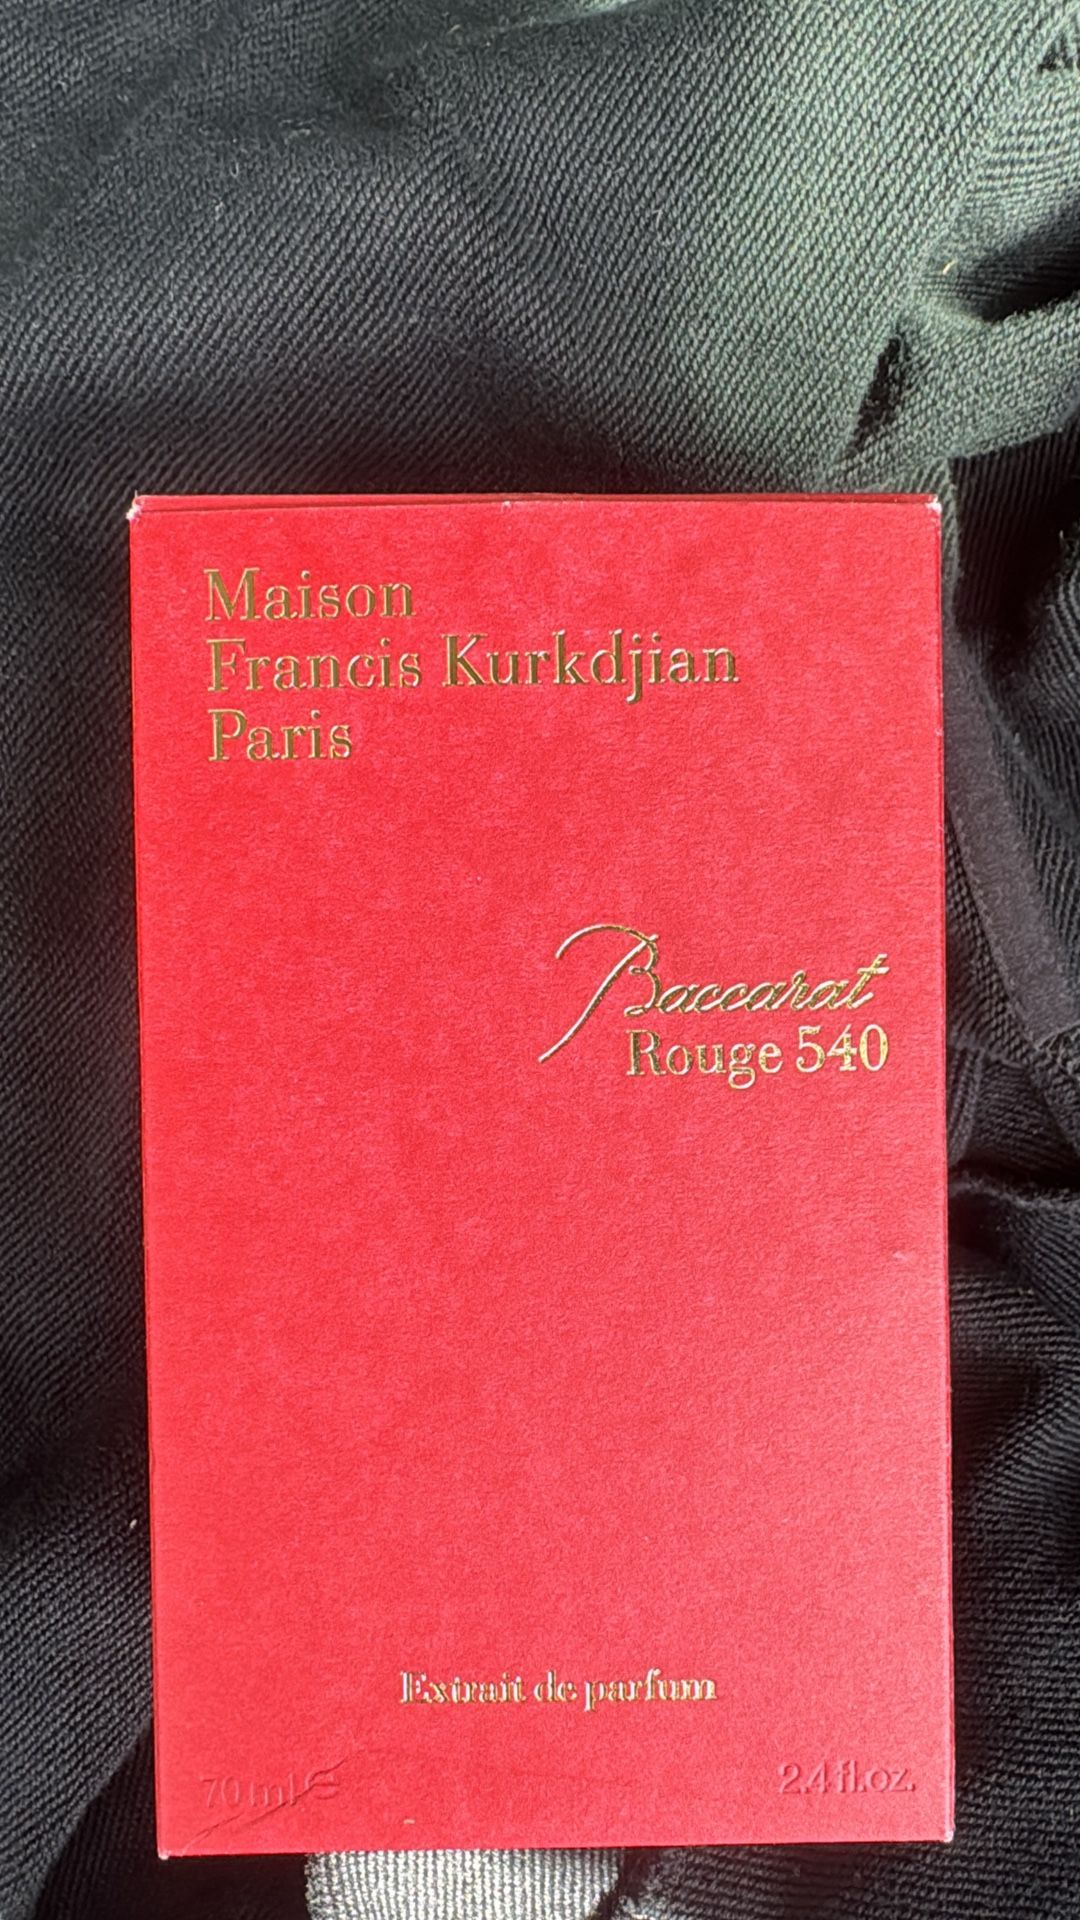 Maison
Francis Kurkdjian
Paris
Baccarat
Rouge 540
Extrait de parfum
70 ml ℮ 2.4 fl.oz.